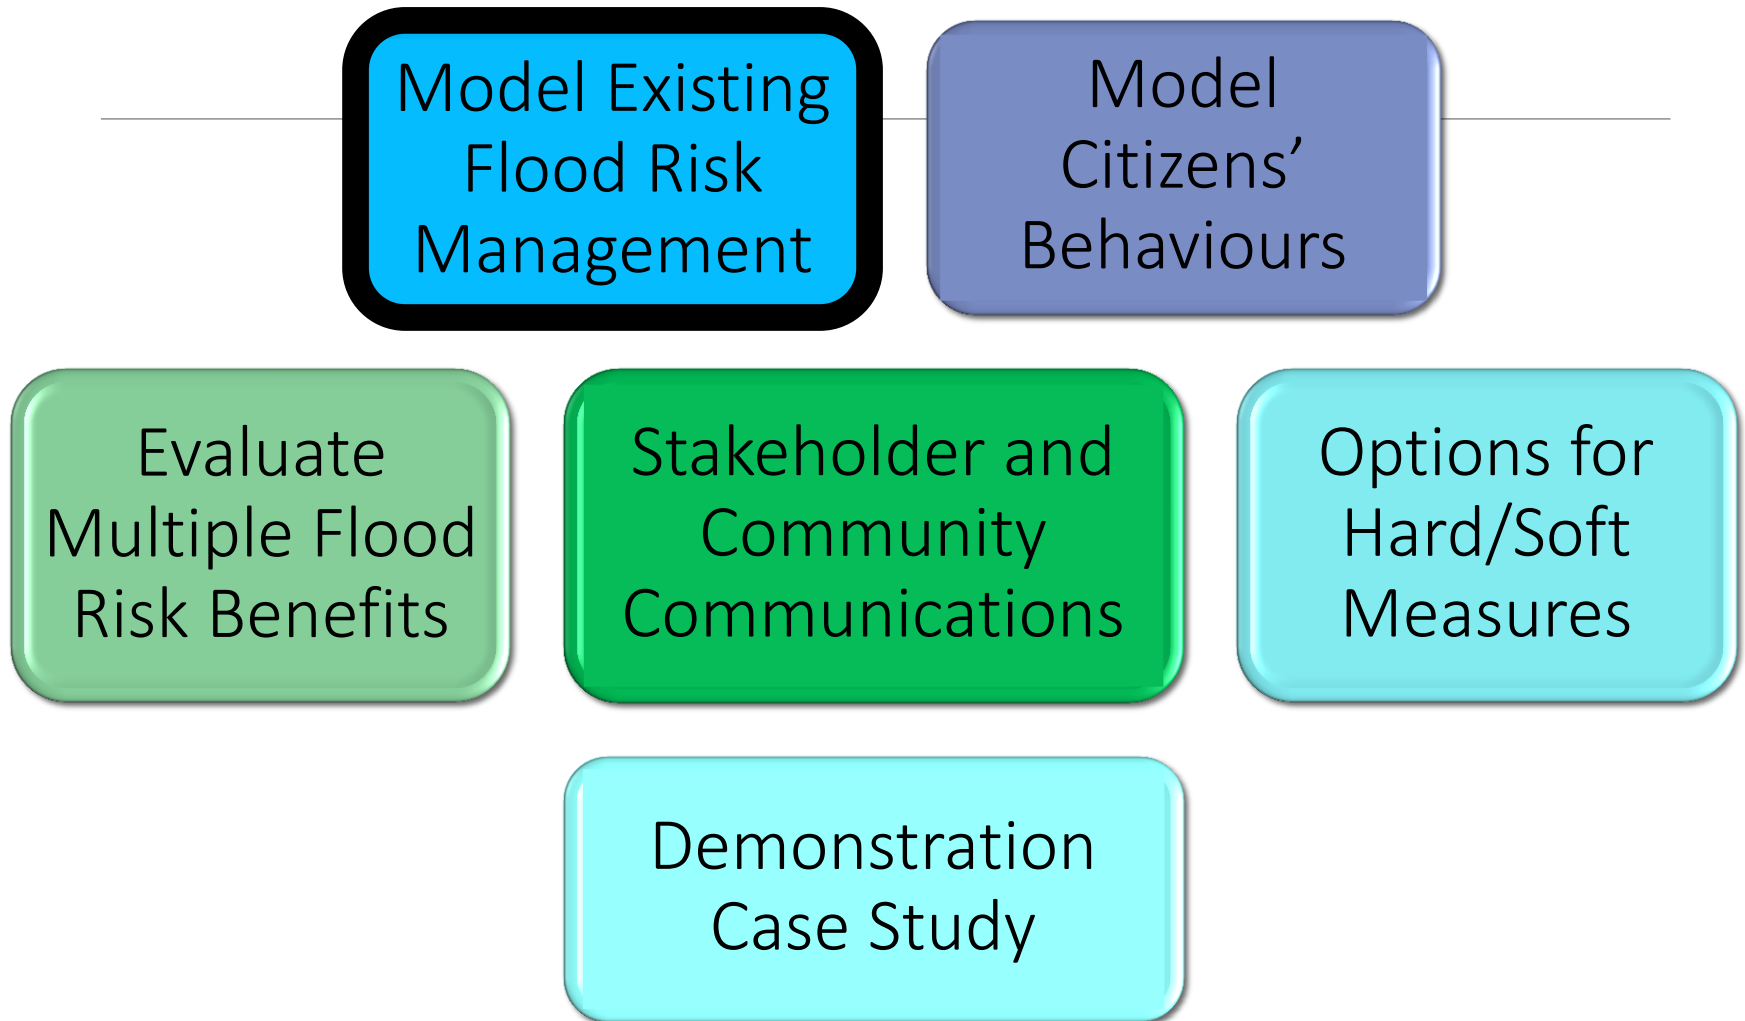 Model Existing
Flood Risk
Management
Model
Citizens’
Behaviours
Evaluate
Multiple Flood
Risk Benefits
Stakeholder and
Community
Communications
Options for
Hard/Soft
Measures
Demonstration
Case Study